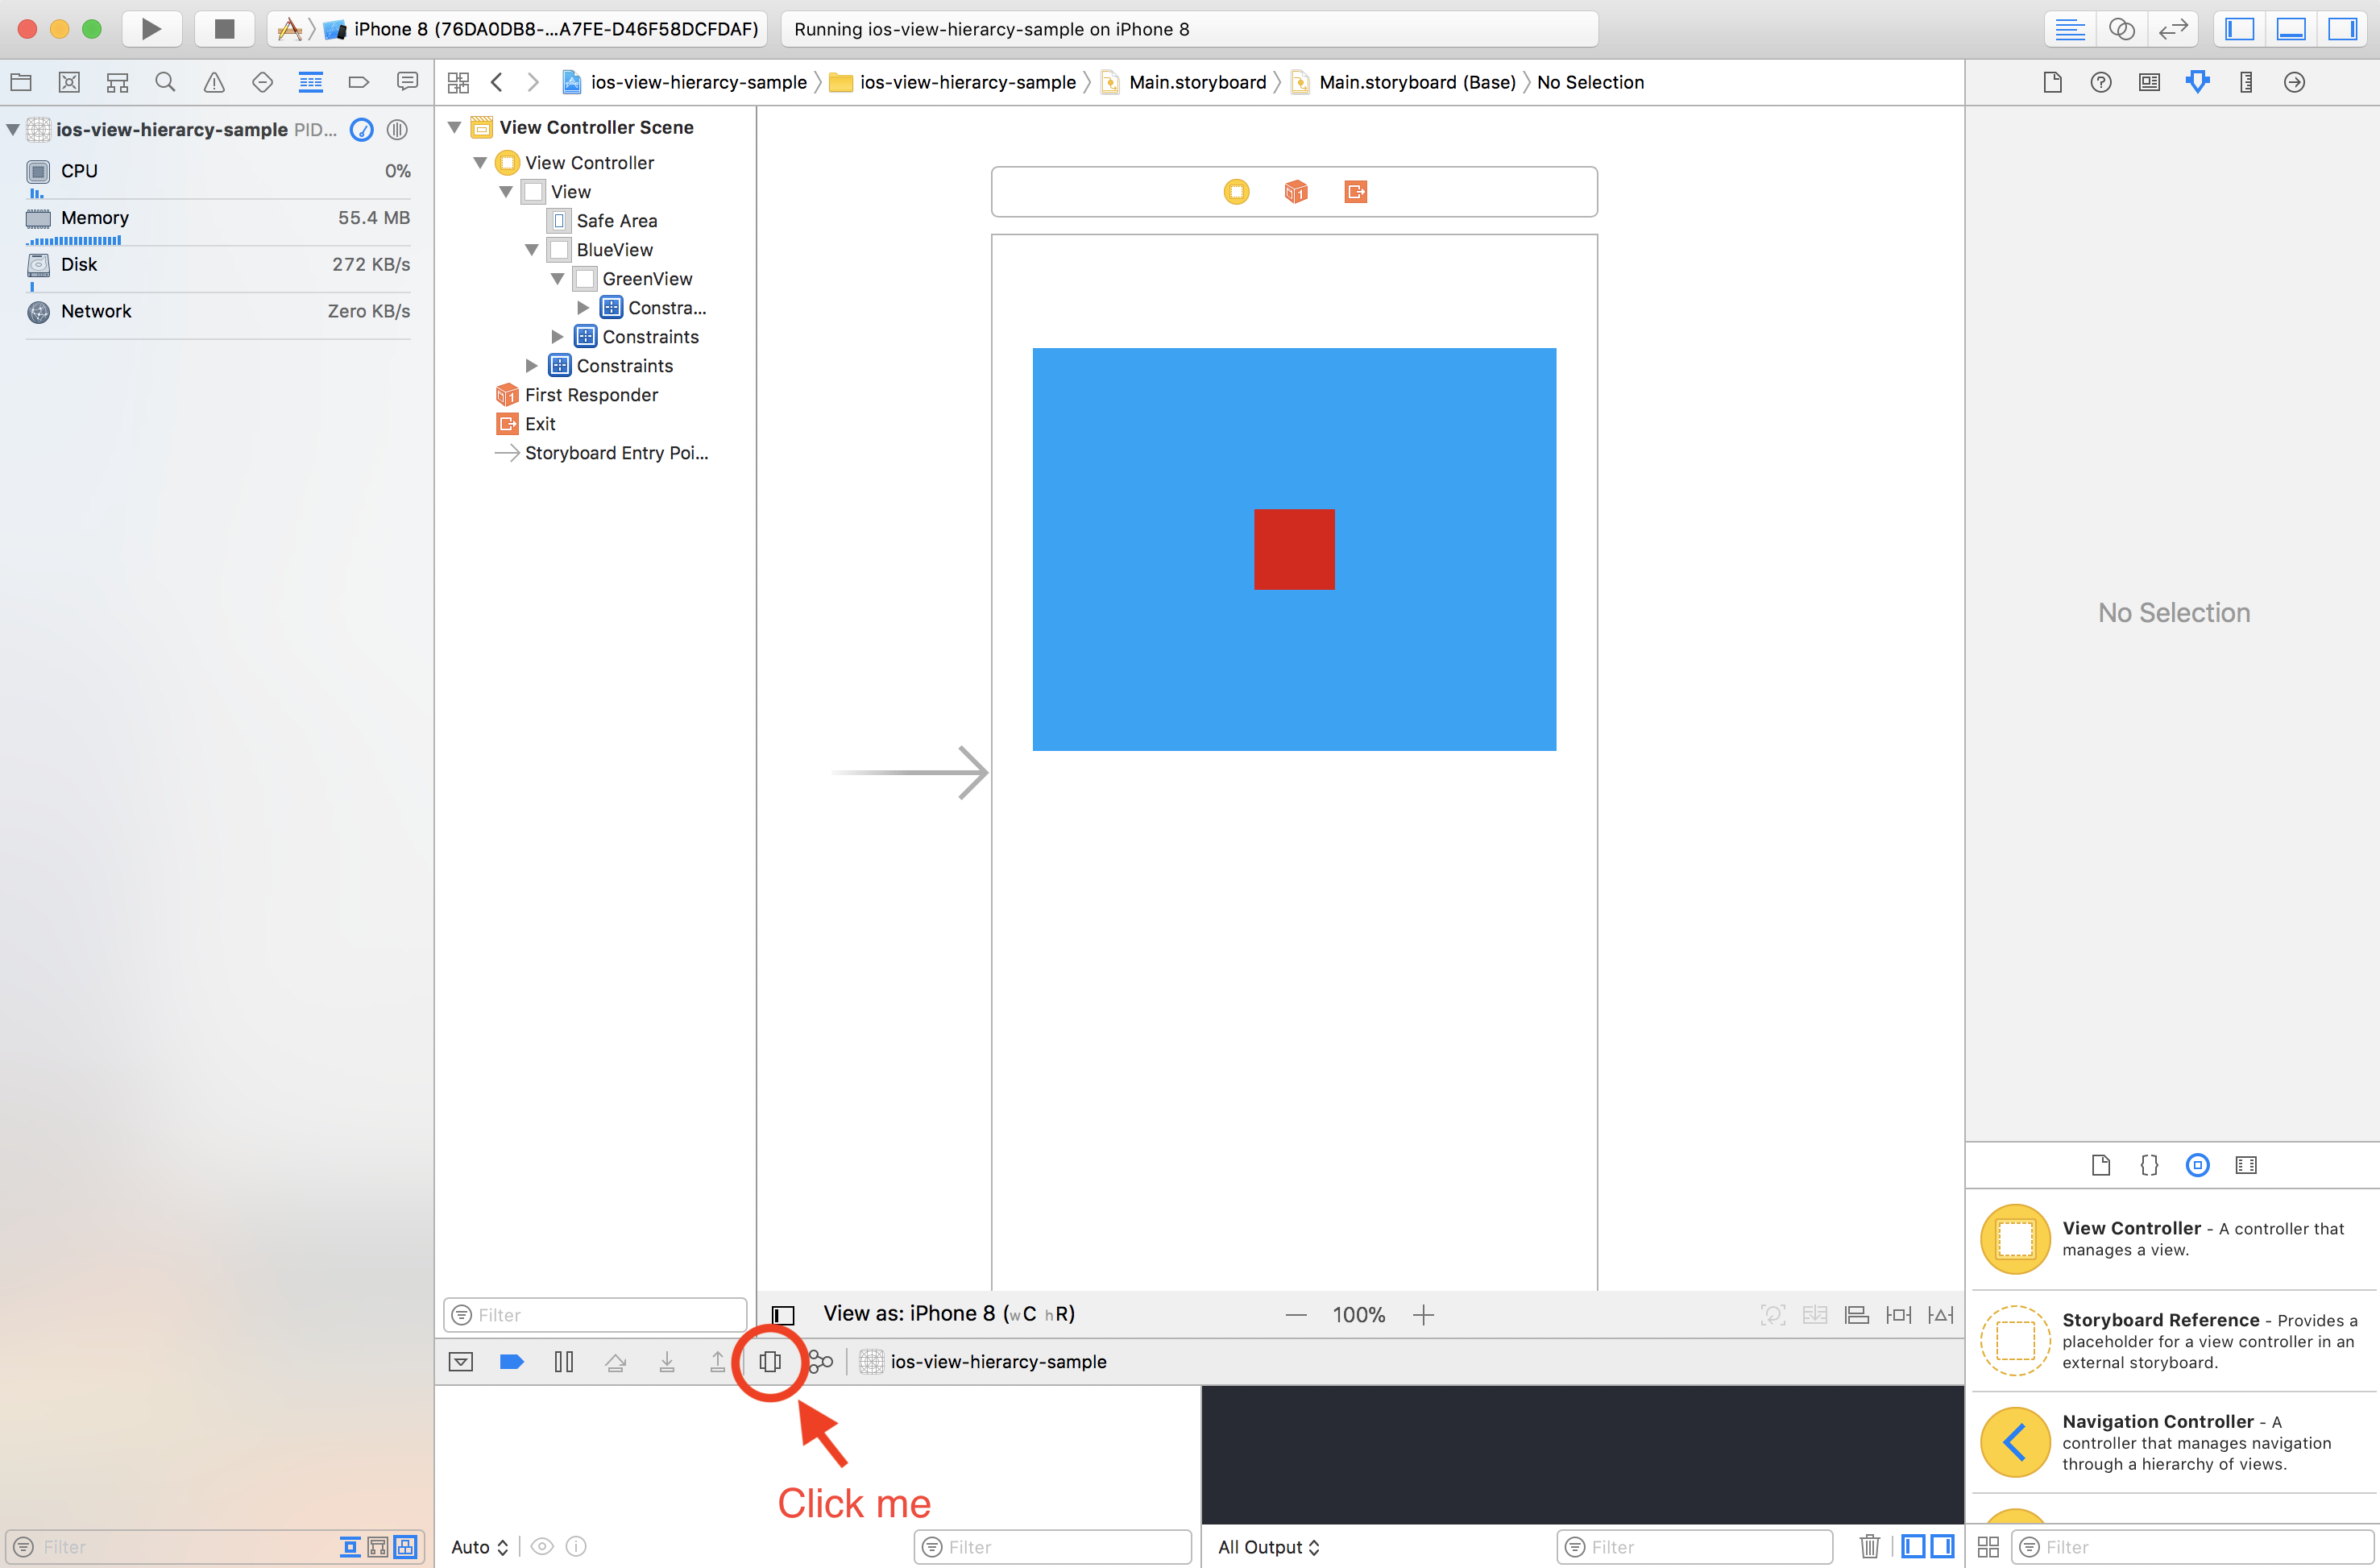 iPhone 8 (76DA0DB8-...A7FE-D46F58DCFDAF)
Running ios-view-hierarcy-sample on iPhone 8
ios-view-hierarcy-sample
ios-view-hierarcy-sample
Main.storyboard
Main.storyboard (Base)
No Selection
ios-view-hierarcy-sample PID...
CPU 0%
Memory 55.4 MB
Disk 272 KB/s
Network Zero KB/s
View Controller Scene
View Controller
View
Safe Area
BlueView
GreenView
Constra...
Constraints
Constraints
First Responder
Exit
Storyboard Entry Poi...
No Selection
Filter
View as: iPhone 8 (wC hR)
100%
ios-view-hierarcy-sample
Click me
View Controller - A controller that
manages a view.
Storyboard Reference - Provides a
placeholder for a view controller in an
external storyboard.
Navigation Controller - A
controller that manages navigation
through a hierarchy of views.
Filter
Auto
Filter
All Output
Filter
Filter